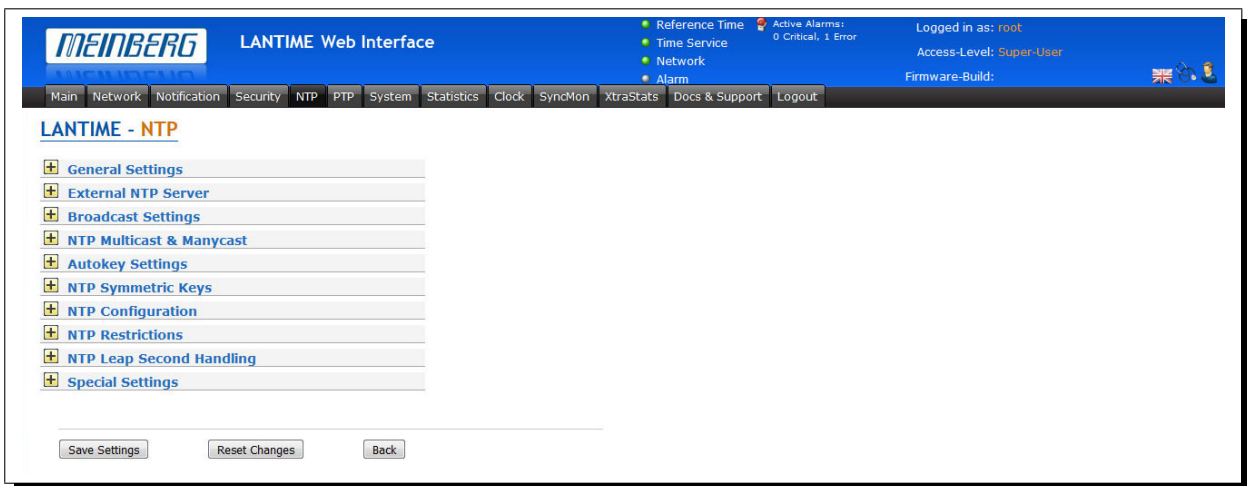 MEINBERG
LANTIME Web Interface
Reference Time
Time Service
Network
Alarm
Active Alarms:
0 Critical, 1 Error
Logged in as: root
Access-Level: Super-User
Firmware-Build:
Main Network Notification Security NTP PTP System Statistics Clock SyncMon XtraStats Docs & Support Logout
LANTIME - NTP
General Settings
External NTP Server
Broadcast Settings
NTP Multicast & Manycast
Autokey Settings
NTP Symmetric Keys
NTP Configuration
NTP Restrictions
NTP Leap Second Handling
Special Settings
Save Settings Reset Changes Back